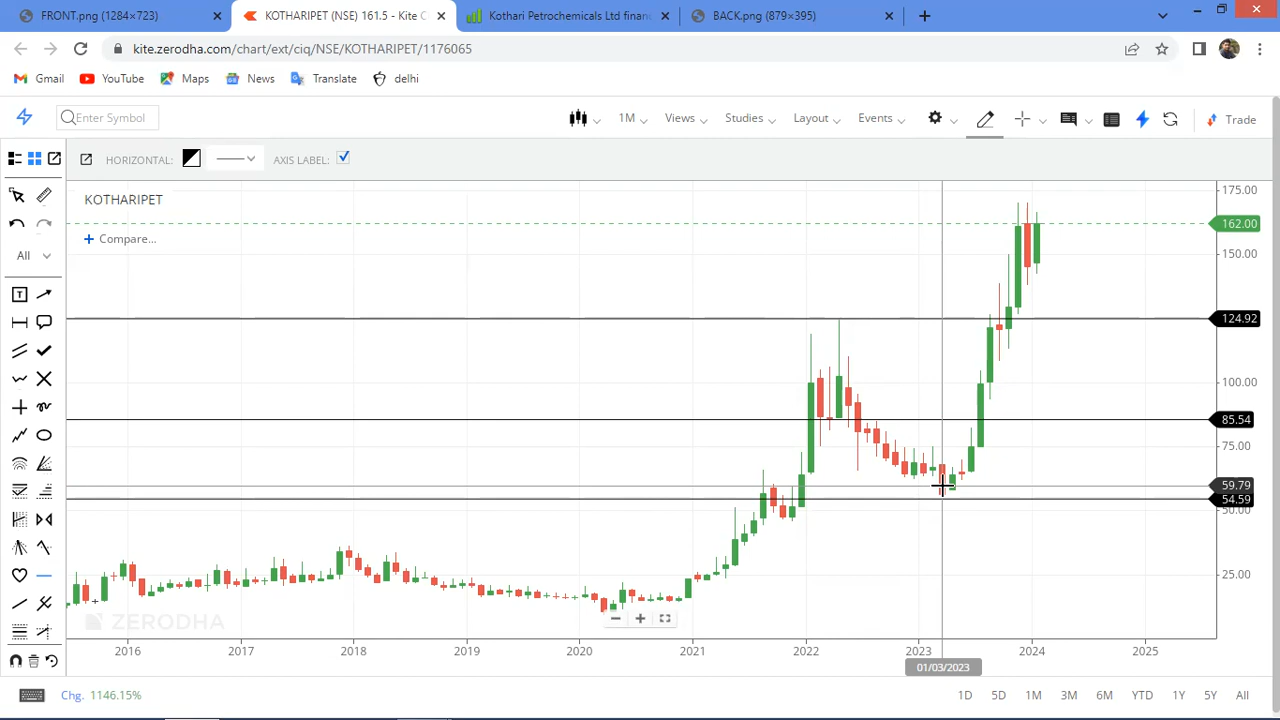 FRONT.png (1284×723)
KOTHARIPET (NSE) 161.5 - Kite C
Kothari Petrochemicals Ltd finan
BACK.png (879×395)
kite.zerodha.com/chart/ext/ciq/NSE/KOTHARIPET/1176065
Gmail
YouTube
Maps
News
Translate
delhi
Enter Symbol
1M
Views
Studies
Layout
Events
Trade
HORIZONTAL:
AXIS LABEL:
All
T
KOTHARIPET
Compare...
175.00
162.00
150.00
124.92
100.00
85.54
75.00
59.79
54.59
50.00
25.00
ZERODHA
2016
2017
2018
2019
2020
2021
2022
2023
2024
2025
01/03/2023
Chg. 1146.15%
1D
5D
1M
3M
6M
YTD
1Y
5Y
All